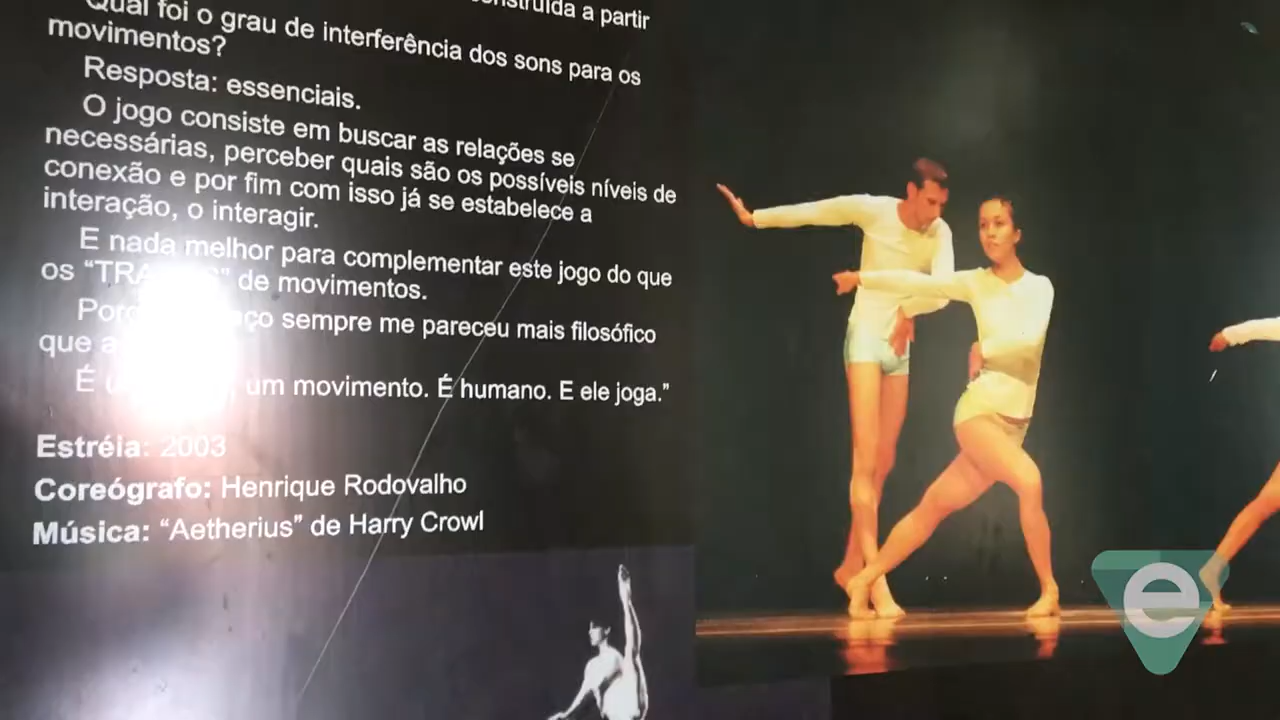 construída a partir
Qual foi o grau de interferência dos sons para os
movimentos?
Resposta: essenciais.
O jogo consiste em buscar as relações se
necessárias, perceber quais são os possíveis níveis de
conexão e por fim com isso já se estabelece a
interação, o interagir.
E nada melhor para complementar este jogo do que
os de movimentos.
sempre me pareceu mais filosófico
que
É um movimento. É humano. E ele joga.”
Estréia: 2003
Coreógrafo: Henrique Rodovalho
Música: “Aetherius” de Harry Crowl
e